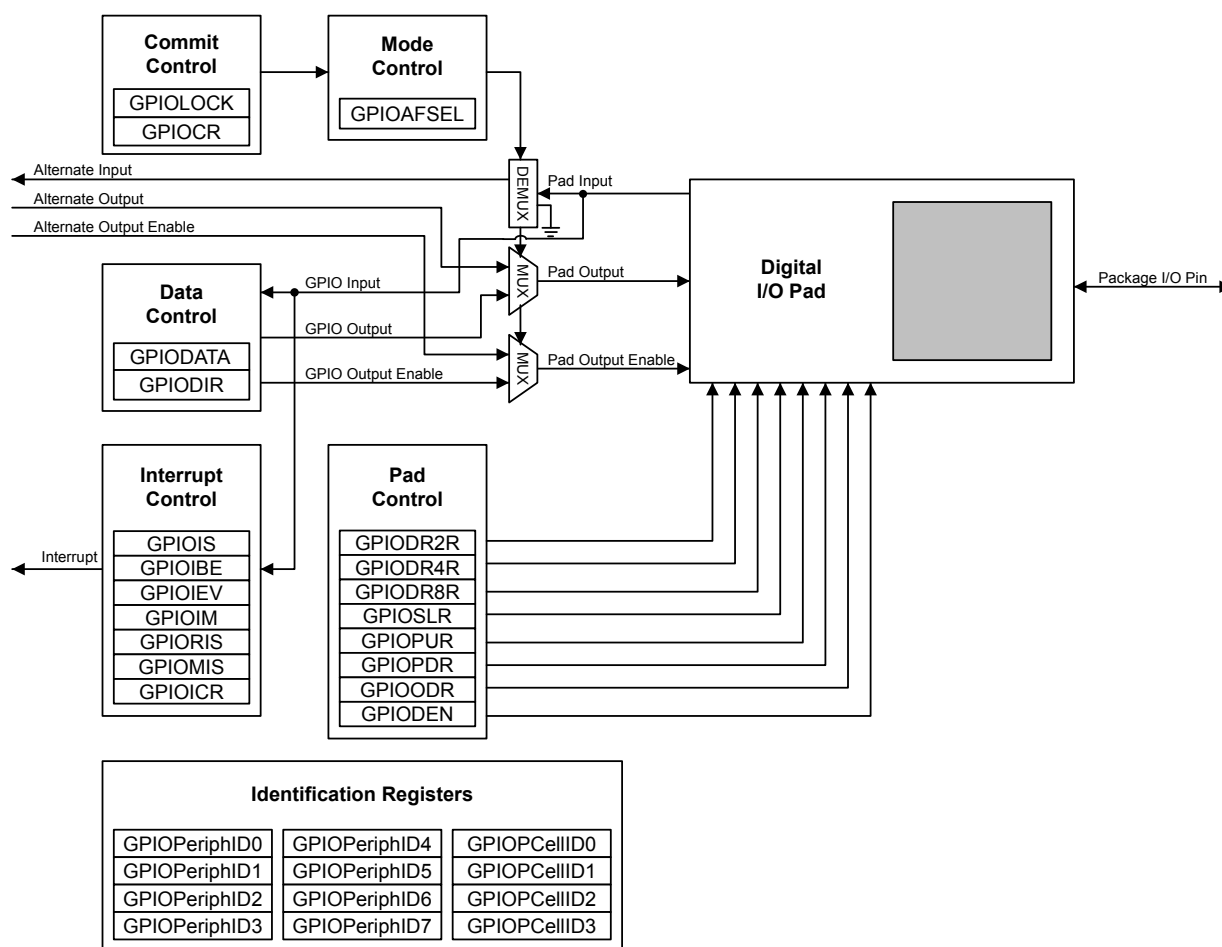 Commit
Control
GPIOLOCK
GPIOCR
Mode
Control
GPIOAFSEL
Alternate Input
Alternate Output
Alternate Output Enable
DEMUX
Pad Input
MUX
Pad Output
MUX
Pad Output Enable
Digital
I/O Pad
Package I/O Pin
Data
Control
GPIODATA
GPIODIR
GPIO Input
GPIO Output
GPIO Output Enable
Interrupt
Control
GPIOIS
GPIOIBE
GPIOIEV
GPIOIM
GPIORIS
GPIOMIS
GPIOICR
Interrupt
Pad
Control
GPIODR2R
GPIODR4R
GPIODR8R
GPIOSLR
GPIOPUR
GPIOPDR
GPIOODR
GPIODEN
Identification Registers
GPIOPeriphID0
GPIOPeriphID1
GPIOPeriphID2
GPIOPeriphID3
GPIOPeriphID4
GPIOPeriphID5
GPIOPeriphID6
GPIOPeriphID7
GPIOPCellID0
GPIOPCellID1
GPIOPCellID2
GPIOPCellID3